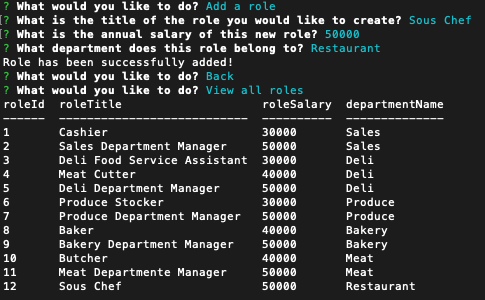 ? What would you like to do? Add a role
[? What is the title of the role you would like to create? Sous Chef
[? What is the annual salary of this new role? 50000
? What department does this role belong to? Restaurant
Role has been successfully added!
? What would you like to do? Back
? What would you like to do? View all roles
roleId  roleTitle                    roleSalary  departmentName
------  ---------------------------  ----------  --------------
1       Cashier                      30000       Sales
2       Sales Department Manager     50000       Sales
3       Deli Food Service Assistant  30000       Deli
4       Meat Cutter                  40000       Deli
5       Deli Department Manager      50000       Deli
6       Produce Stocker              30000       Produce
7       Produce Department Manager   50000       Produce
8       Baker                        40000       Bakery
9       Bakery Department Manager    50000       Bakery
10      Butcher                      40000       Meat
11      Meat Departmente Manager     50000       Meat
12      Sous Chef                    50000       Restaurant